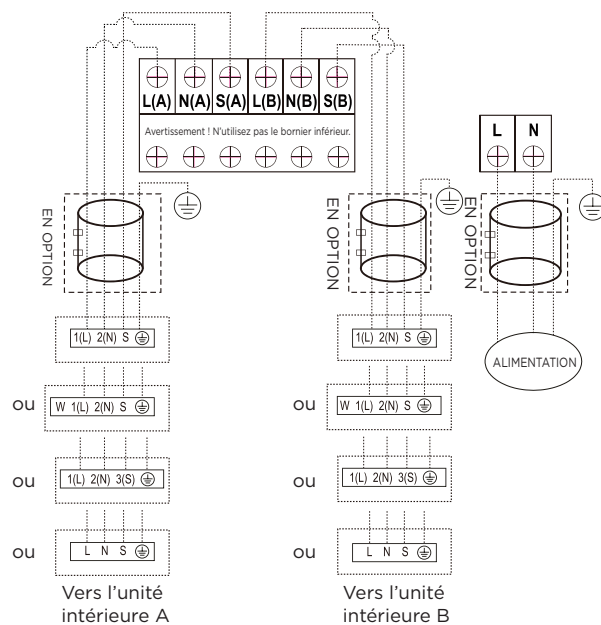 L(A) N(A) S(A) L(B) N(B) S(B)
Avertissement ! N'utilisez pas le bornier inférieur.
L N
EN OPTION
EN OPTION
EN OPTION
1(L) 2(N) S
1(L) 2(N) S
ALIMENTATION
ou
W 1(L) 2(N) S
ou
W 1(L) 2(N) S
ou
1(L) 2(N) 3(S)
ou
1(L) 2(N) 3(S)
ou
L N S
ou
L N S
Vers l'unité
intérieure A
Vers l'unité
intérieure B